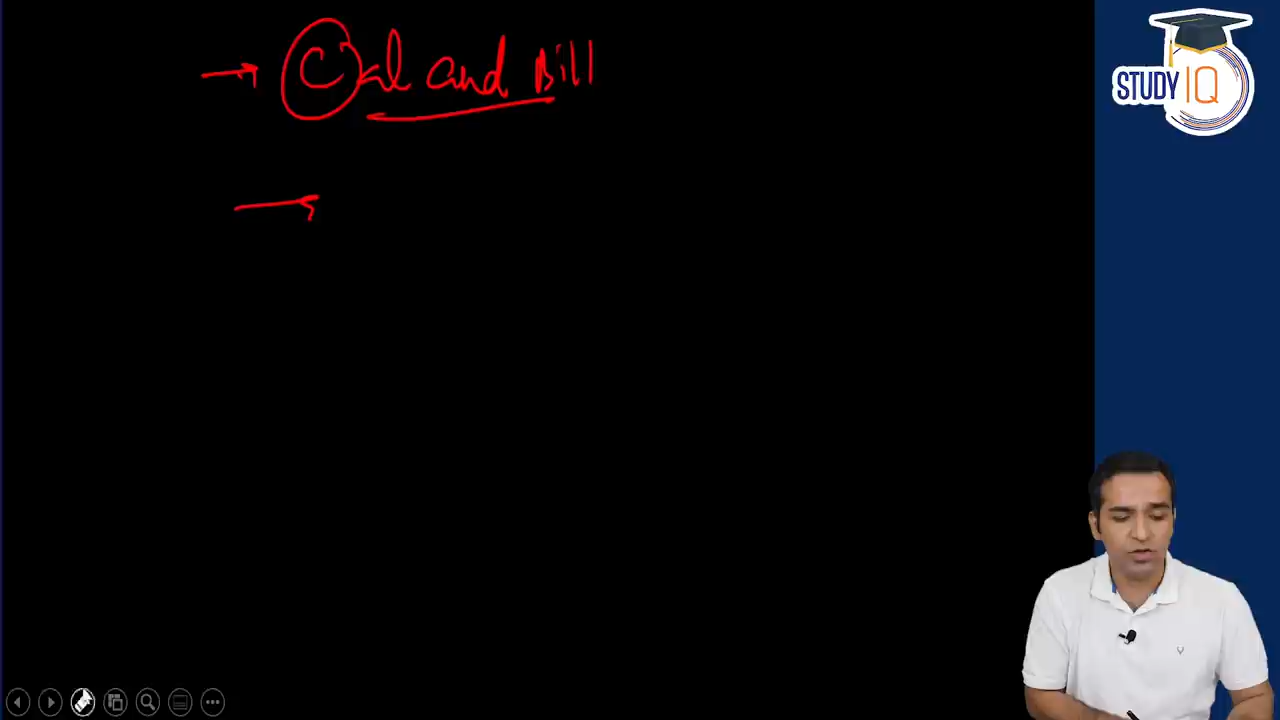 → Cal and Bill
→
STUDY IQ